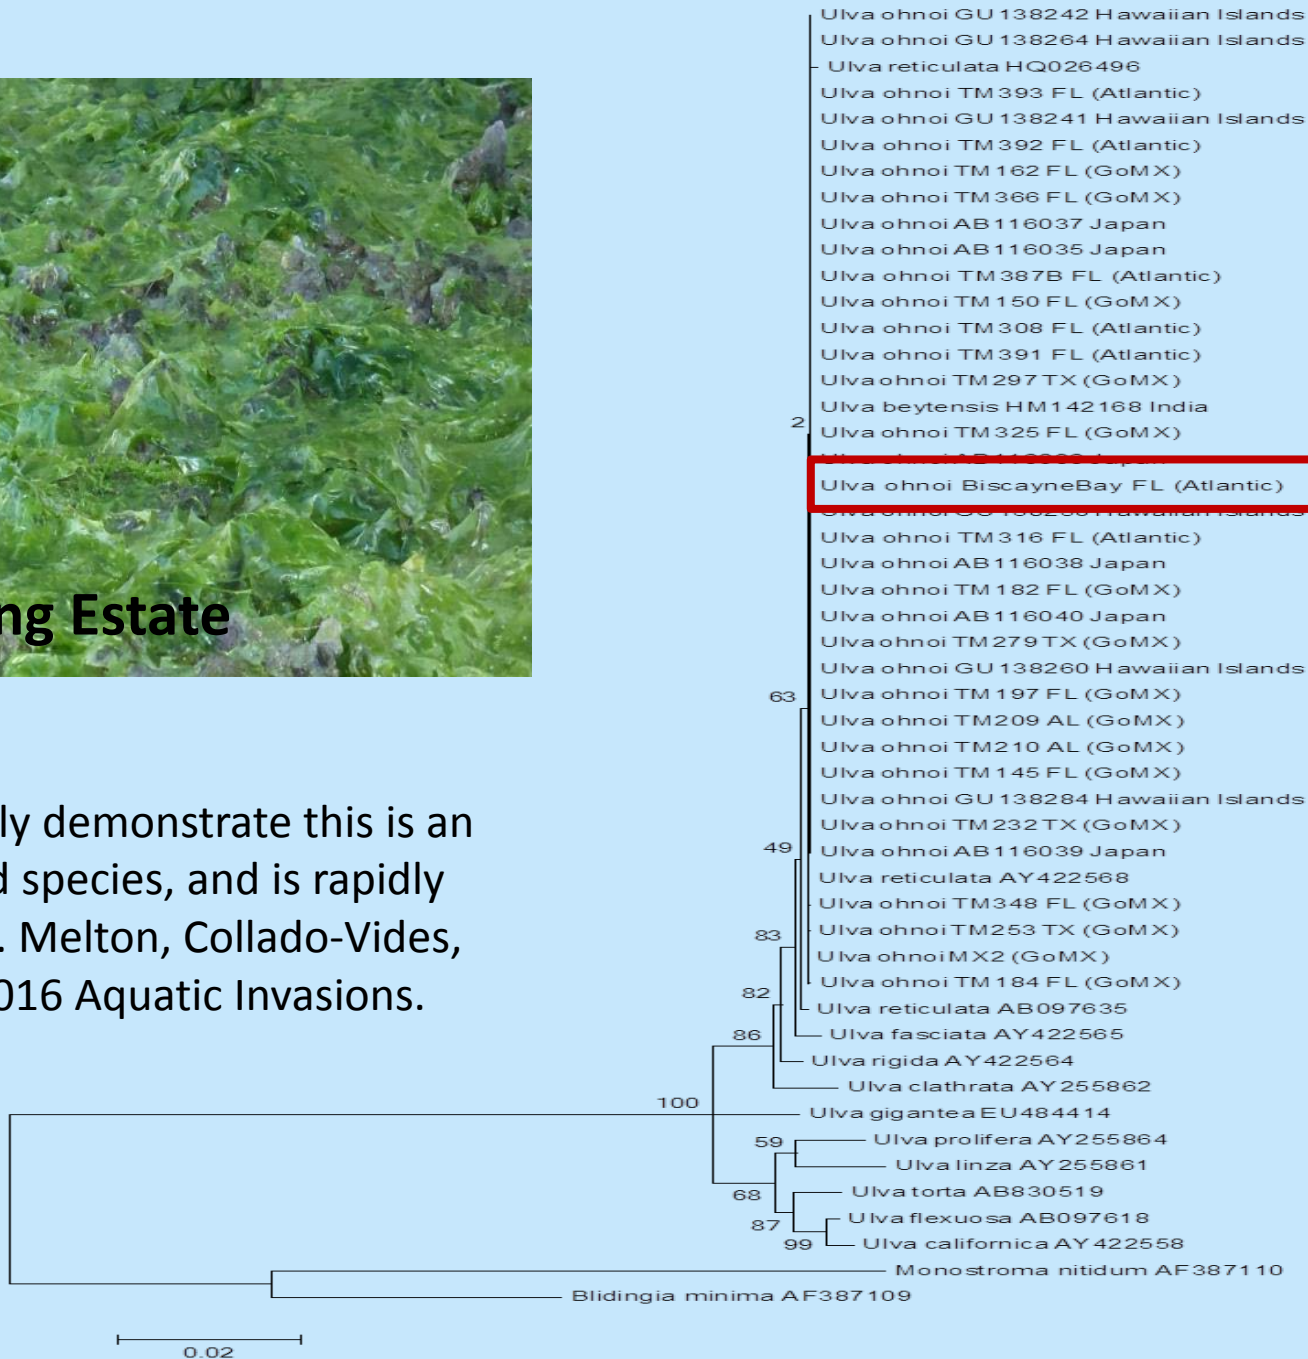 ng Estate
ly demonstrate this is an
d species, and is rapidly
. Melton, Collado-Vides,
016 Aquatic Invasions.
Ulva ohnoi GU138242 Hawaiian Islands
Ulva ohnoi GU138264 Hawaiian Islands
Ulva reticulata HQ026496
Ulva ohnoi TM393 FL (Atlantic)
Ulva ohnoi GU138241 Hawaiian Islands
Ulva ohnoi TM392 FL (Atlantic)
Ulva ohnoi TM162 FL (GoMX)
Ulva ohnoi TM366 FL (GoMX)
Ulva ohnoi AB116037 Japan
Ulva ohnoi AB116035 Japan
Ulva ohnoi TM387B FL (Atlantic)
Ulva ohnoi TM150 FL (GoMX)
Ulva ohnoi TM308 FL (Atlantic)
Ulva ohnoi TM391 FL (Atlantic)
Ulva ohnoi TM297 TX (GoMX)
Ulva beytensis HM142168 India
2
Ulva ohnoi TM325 FL (GoMX)
Ulva ohnoi Japan
Ulva ohnoi BiscayneBay FL (Atlantic)
Ulva ohnoi Hawaiian Islands
Ulva ohnoi TM316 FL (Atlantic)
Ulva ohnoi AB116038 Japan
Ulva ohnoi TM182 FL (GoMX)
Ulva ohnoi AB116040 Japan
Ulva ohnoi TM279 TX (GoMX)
Ulva ohnoi GU138260 Hawaiian Islands
63
Ulva ohnoi TM197 FL (GoMX)
Ulva ohnoi TM209 AL (GoMX)
Ulva ohnoi TM210 AL (GoMX)
Ulva ohnoi TM145 FL (GoMX)
Ulva ohnoi GU138284 Hawaiian Islands
Ulva ohnoi TM232 TX (GoMX)
49
Ulva ohnoi AB116039 Japan
Ulva reticulata AY422568
Ulva ohnoi TM348 FL (GoMX)
83
Ulva ohnoi TM253 TX (GoMX)
Ulva ohnoi MX2 (GoMX)
Ulva ohnoi TM184 FL (GoMX)
82
Ulva reticulata AB097635
86
Ulva fasciata AY422565
Ulva rigida AY422564
Ulva clathrata AY255862
100
Ulva gigantea EU484414
59
Ulva prolifera AY255864
Ulva linza AY255861
68
Ulva torta AB830519
87
Ulva flexuosa AB097618
99
Ulva californica AY422558
Monostroma nitidum AF387110
Blidingia minima AF387109
0.02